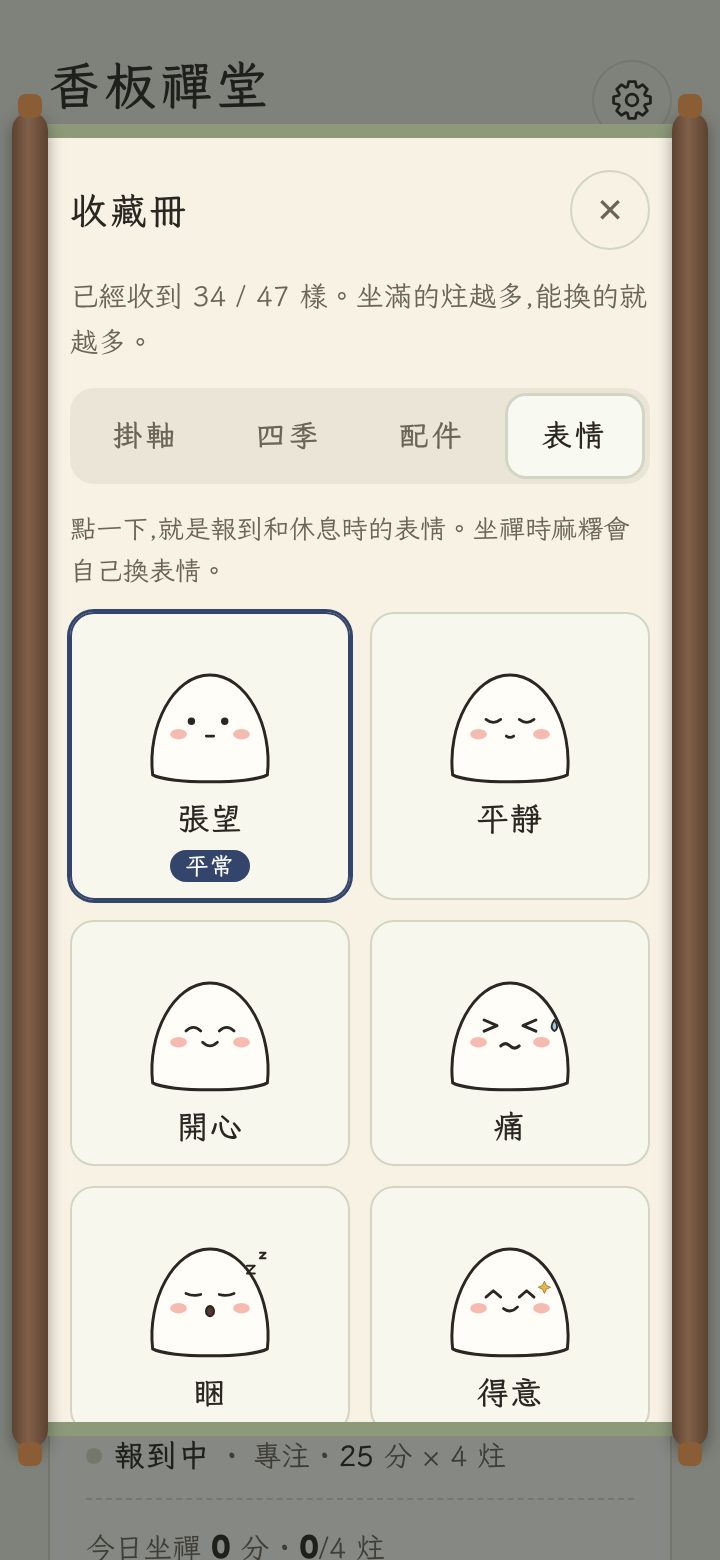 香板禪堂
收藏冊
已經收到 34 / 47 樣。坐滿的炷越多,能換的就
越多。
掛軸 四季 配件 表情
點一下,就是報到和休息時的表情。坐禪時麻糬會
自己換表情。
張望 平靜
平常
開心 痛
z
z
睏 得意
報到中 · 專注 · 25 分 × 4 炷
今日坐禪 0 分 · 0/4 炷